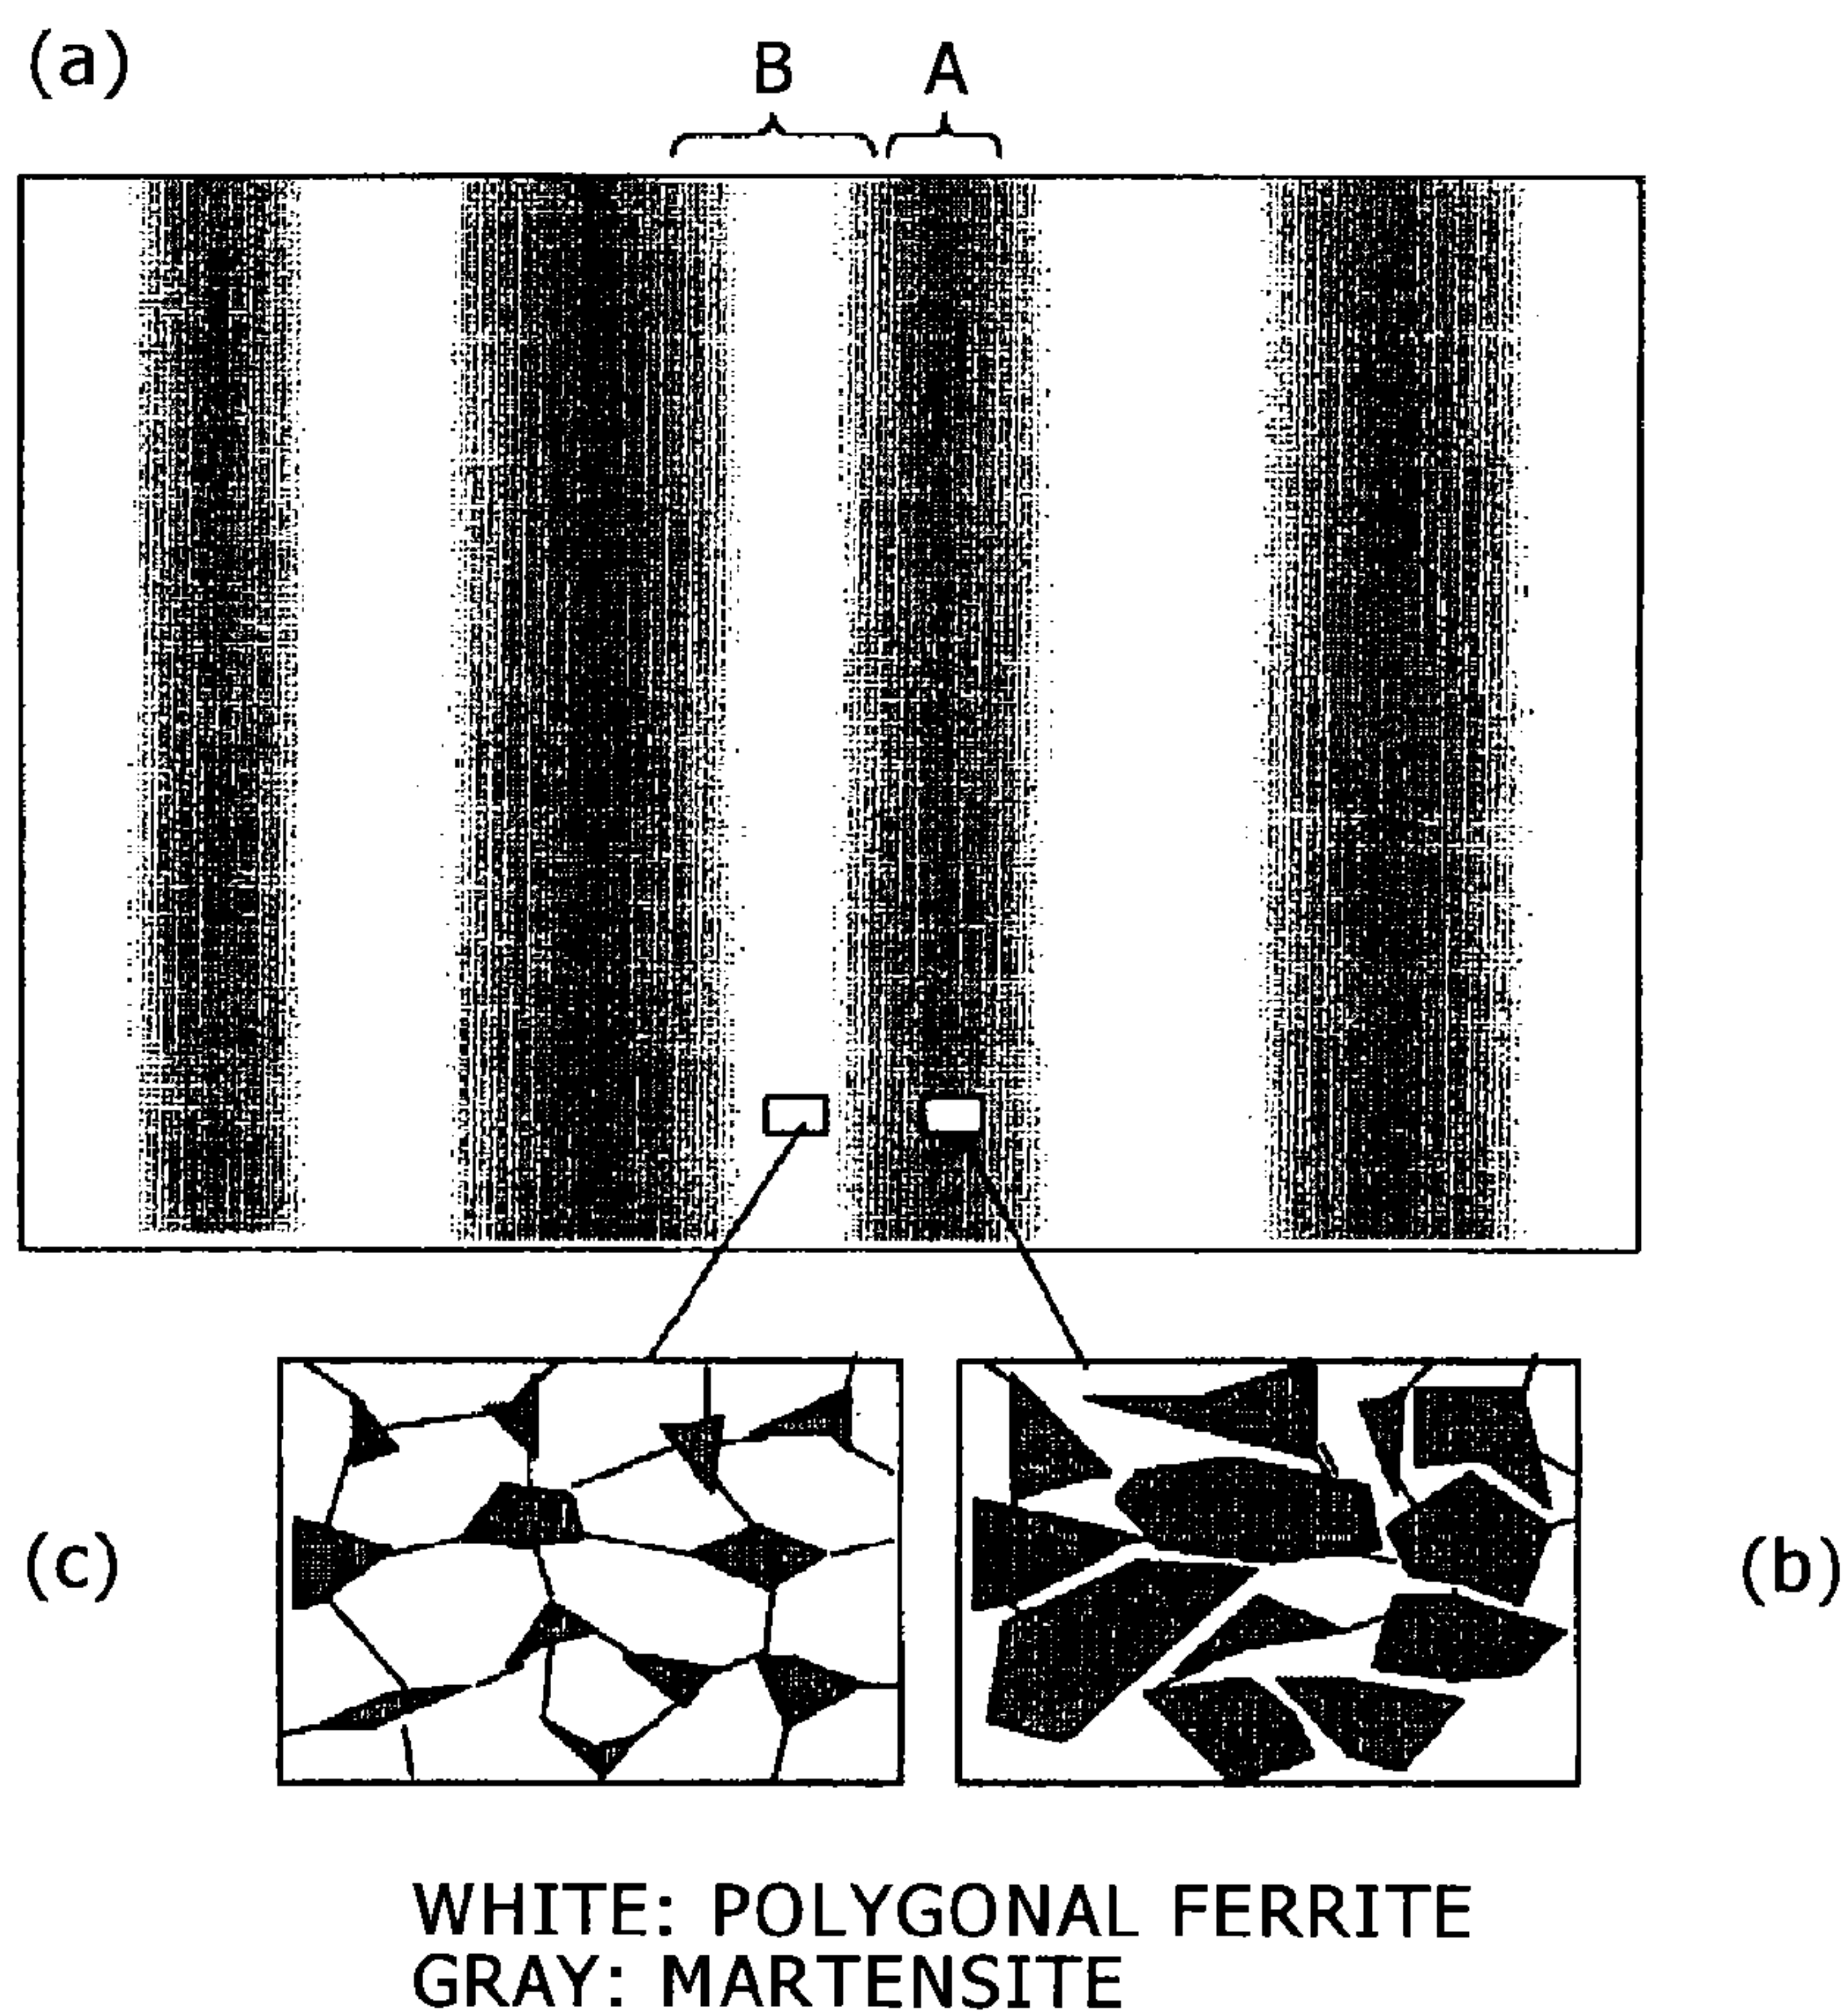 (a)
B A
(c)
(b)
WHITE: POLYGONAL FERRITE
GRAY: MARTENSITE